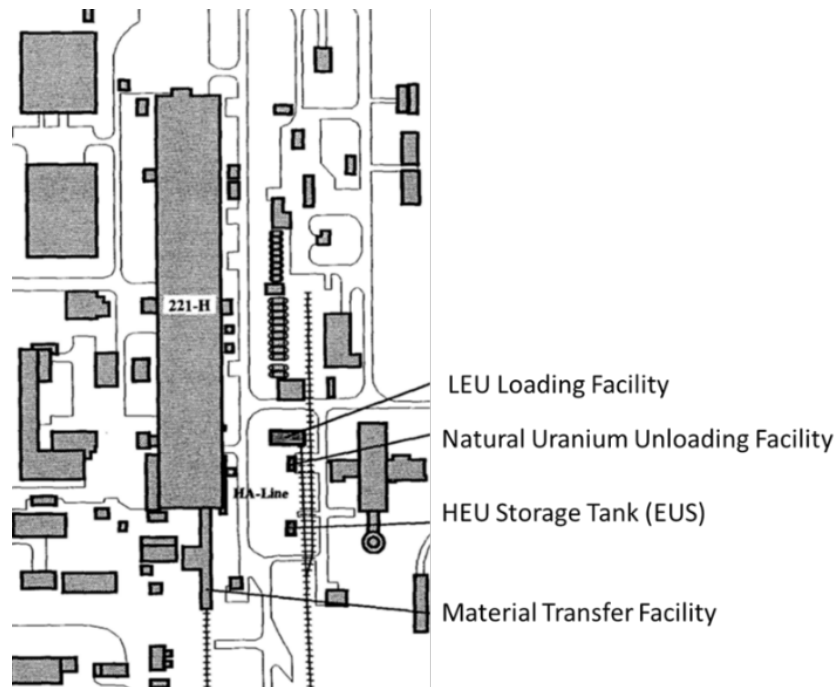 221-H
LEU Loading Facility
Natural Uranium Unloading Facility
HA-Line
HEU Storage Tank (EUS)
Material Transfer Facility